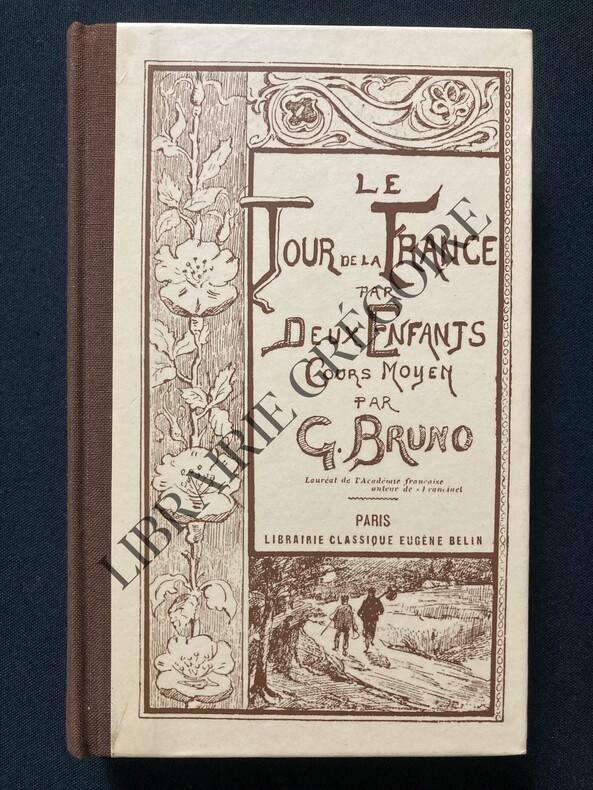 LE
TOUR DE LA FRANCE
PAR
DEUX ENFANTS
COURS MOYEN
PAR
G. BRUNO
Lauréat de l'Académie française
auteur de « Francinet
PARIS
LIBRAIRIE CLASSIQUE EUGÈNE BELIN
LIBRAIRIE GRÉGOIRE